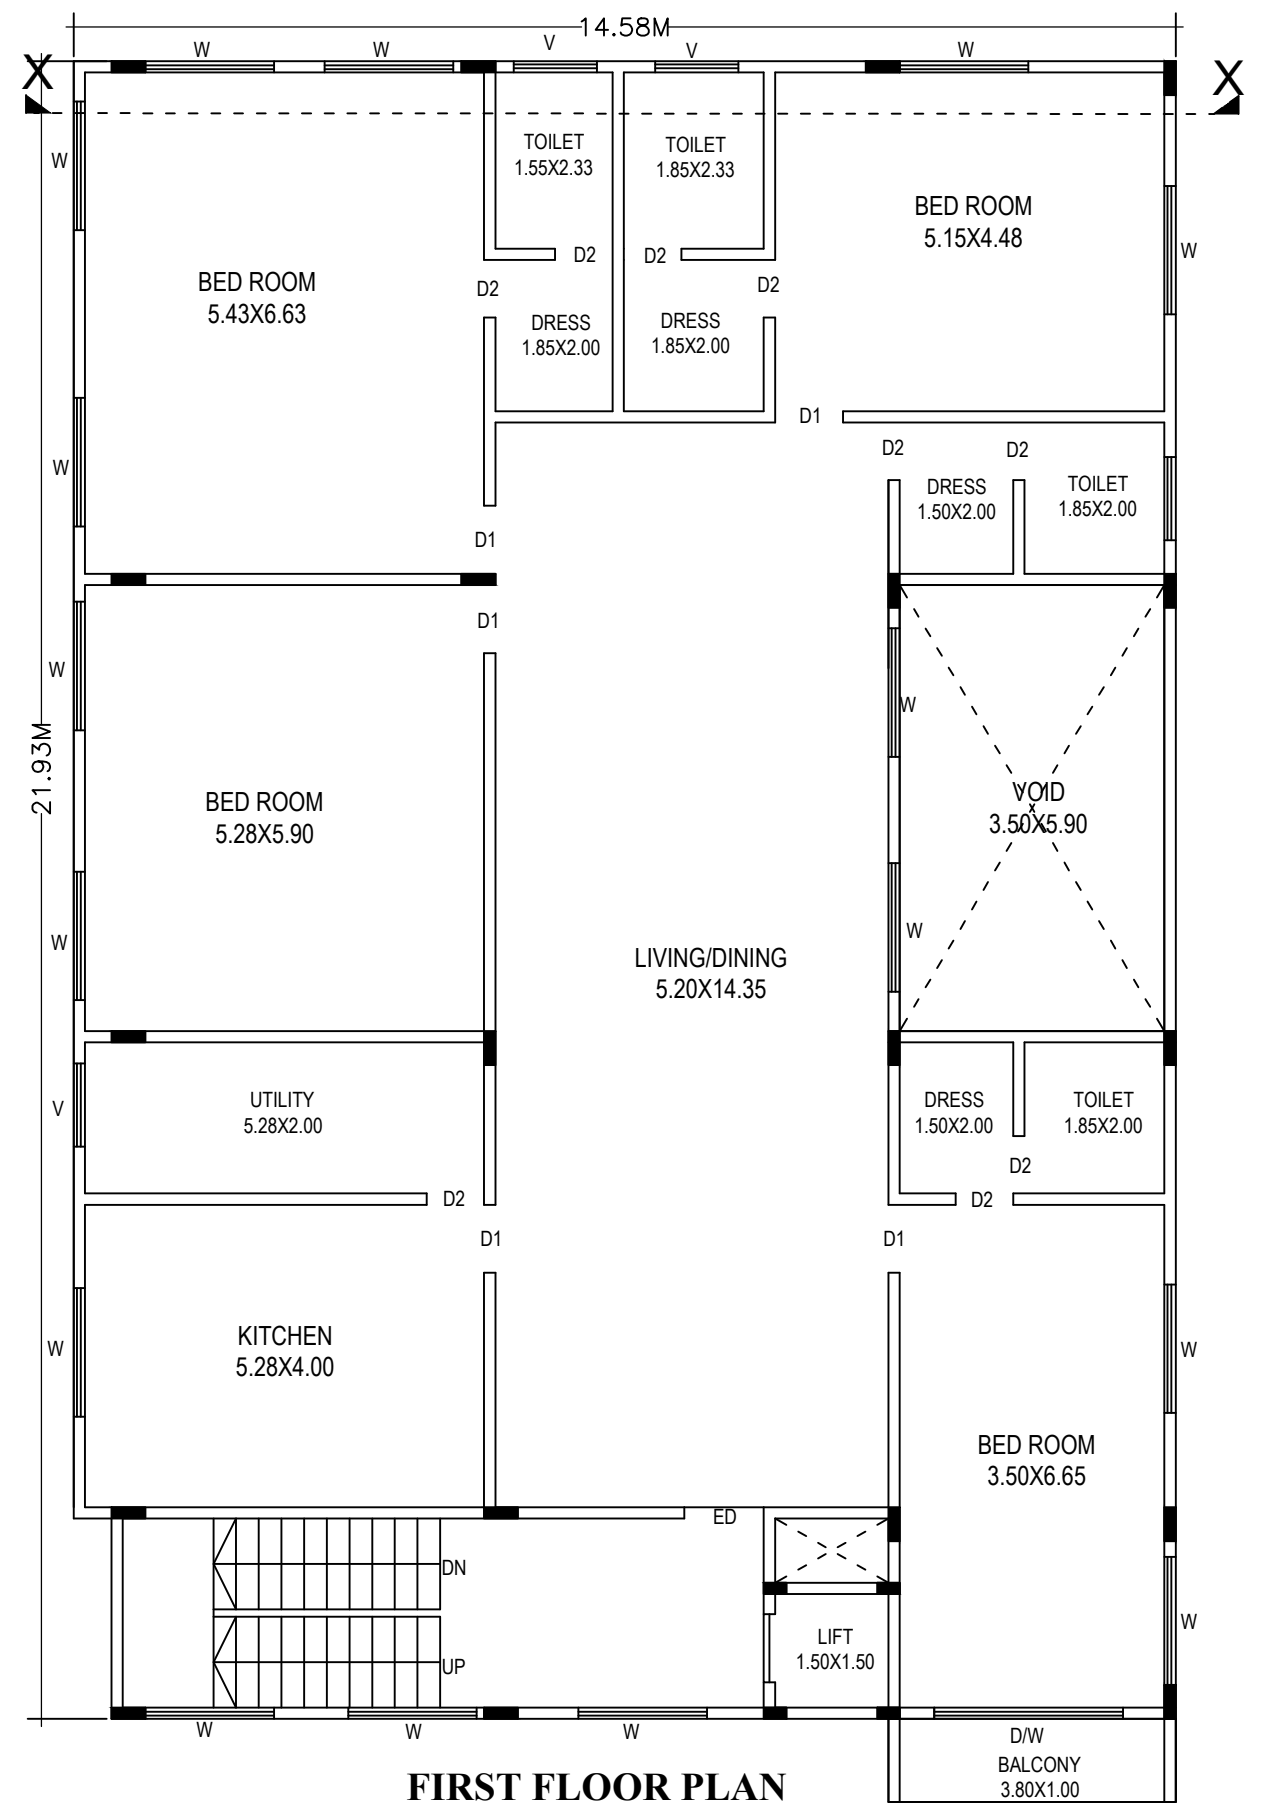 14.58M
W
W
V
V
W
X
X
TOILET
1.55X2.33
TOILET
1.85X2.33
W
BED ROOM
5.15X4.48
W
D2
D2
BED ROOM
5.43X6.63
D2
D2
DRESS
1.85X2.00
DRESS
1.85X2.00
D1
D2
D2
W
DRESS
1.50X2.00
TOILET
1.85X2.00
D1
D1
W
W
21.93M
BED ROOM
5.28X5.90
VOID
3.50X5.90
W
W
LIVING/DINING
5.20X14.35
V
UTILITY
5.28X2.00
DRESS
1.50X2.00
TOILET
1.85X2.00
D2
D2
D2
D1
D1
W
KITCHEN
5.28X4.00
W
BED ROOM
3.50X6.65
ED
DN
W
LIFT
1.50X1.50
UP
W
W
W
D/W
BALCONY
3.80X1.00
FIRST FLOOR PLAN